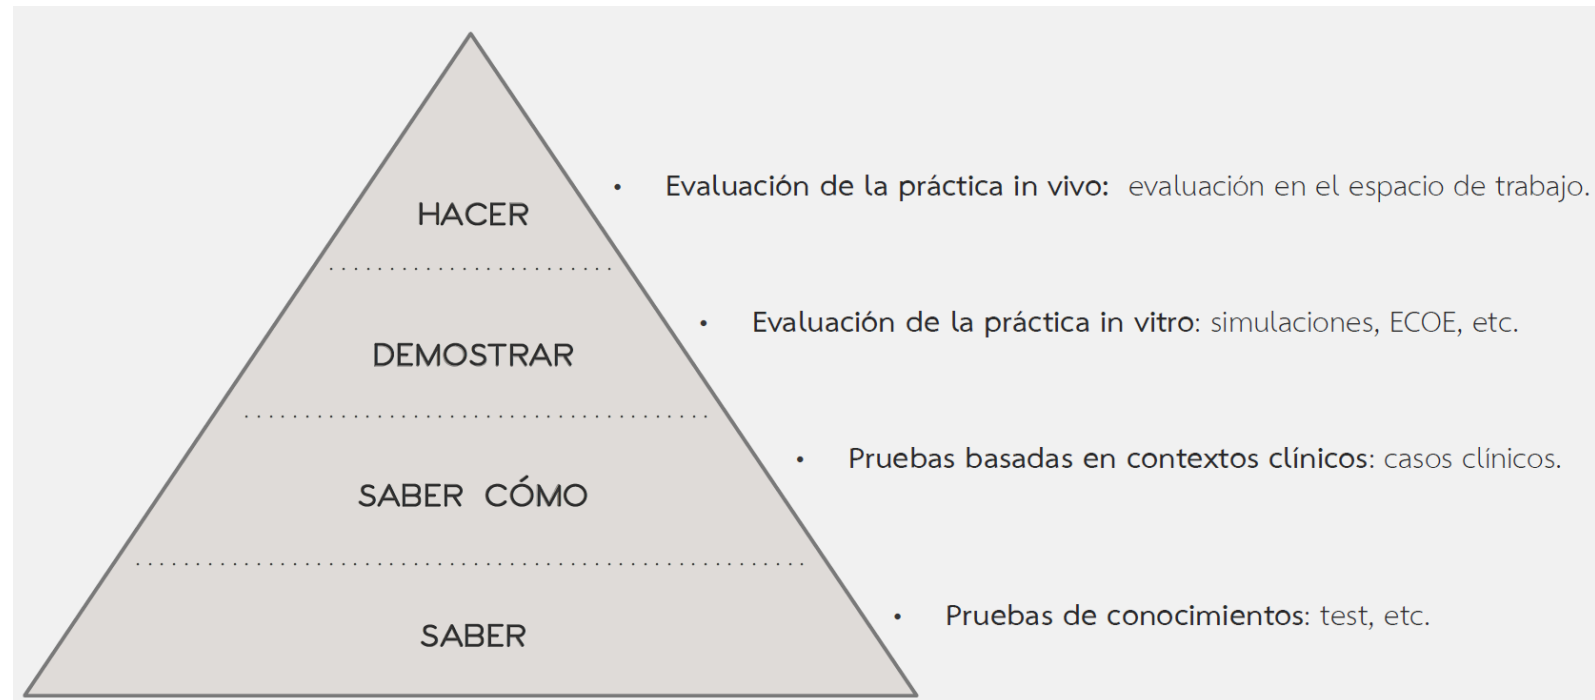 HACER
• Evaluación de la práctica in vivo: evaluación en el espacio de trabajo.
DEMOSTRAR
• Evaluación de la práctica in vitro: simulaciones, ECOE, etc.
SABER CÓMO
• Pruebas basadas en contextos clínicos: casos clínicos.
SABER
• Pruebas de conocimientos: test, etc.